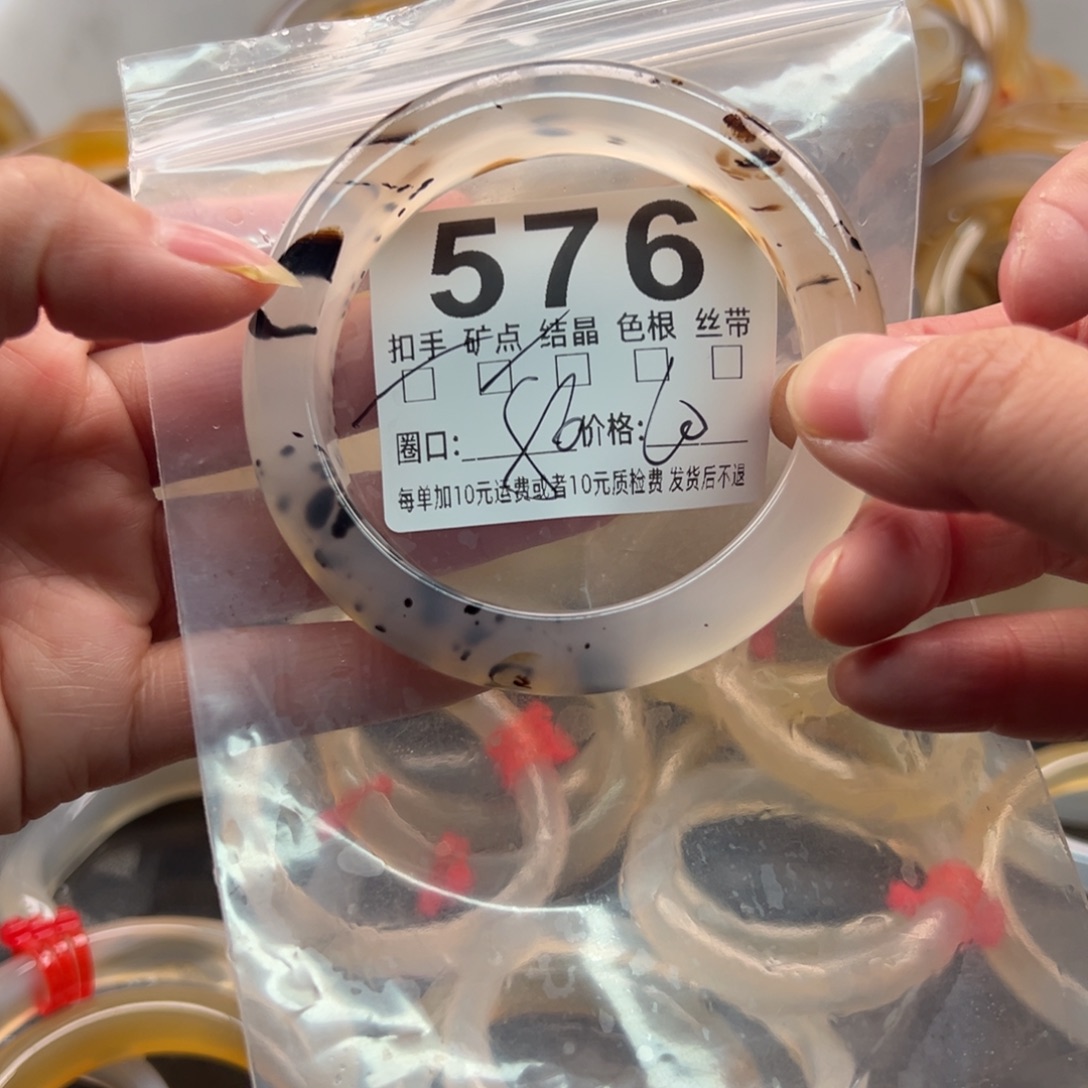 576
扣毛 矿点 结晶 色根 丝带
圈口: 价格:
每单加10元运费或者10元质检费 发货后不退